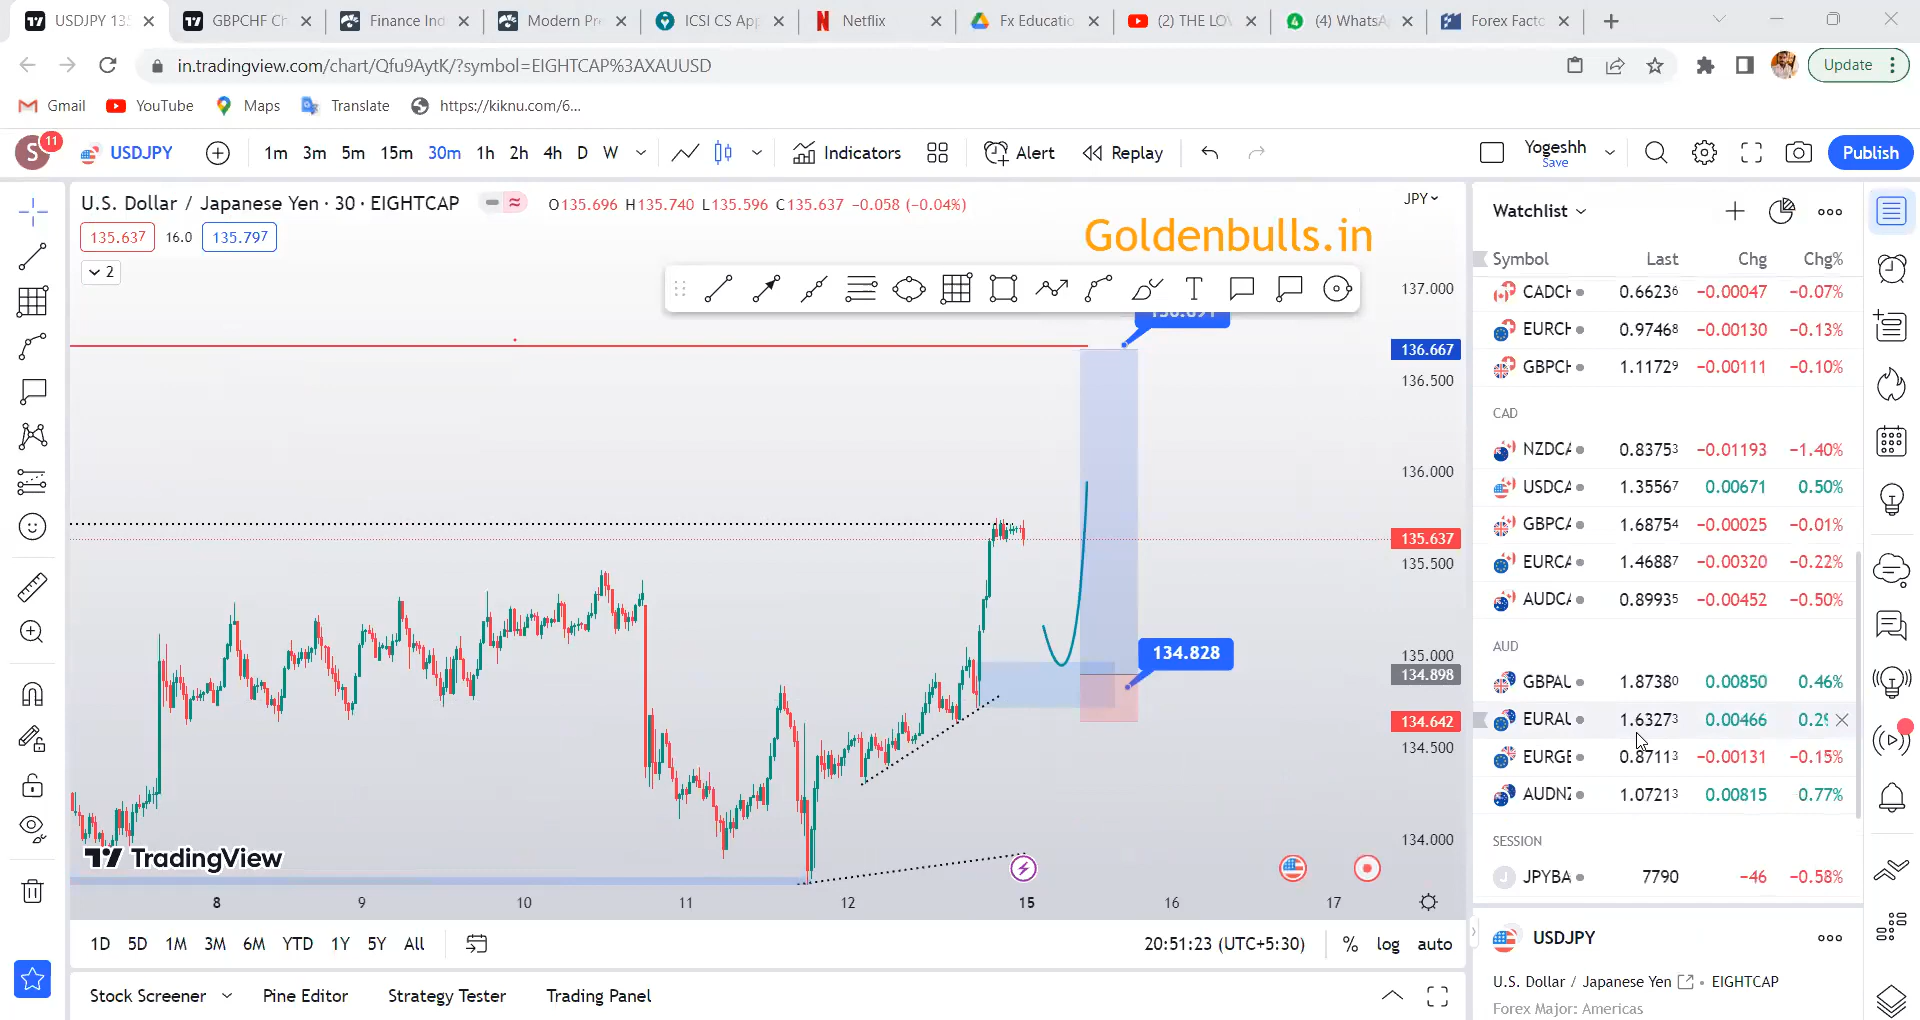 USDJPY 13
GBPCHF Ch
Finance Ind
Modern Pr
ICSI CS App
Netflix
Fx Educatio
(2) THE LOV
(4) WhatsA
Forex Facto
in.tradingview.com/chart/Qfu9AytK/?symbol=EIGHTCAP%3AXAUUSD
Update
Gmail
YouTube
Maps
Translate
https://kiknu.com/6...
S 11
USDJPY
1m 3m 5m 15m 30m 1h 2h 4h D W
Indicators
Alert
Replay
Yogeshh
Save
Publish
U.S. Dollar / Japanese Yen · 30 · EIGHTCAP
O135.696 H135.740 L135.596 C135.637 −0.058 (−0.04%)
JPY
135.637 16.0 135.797
2
Goldenbulls.in
137.000
136.667
136.500
136.000
135.637
135.500
135.000
134.898
134.828
134.642
134.500
134.000
TradingView
8 9 10 11 12 15 16 17
1D 5D 1M 3M 6M YTD 1Y 5Y All
20:51:23 (UTC+5:30)
% log auto
Stock Screener
Pine Editor
Strategy Tester
Trading Panel
Watchlist
Symbol Last Chg Chg%
CADCH 0.66236 −0.00047 −0.07%
EURCH 0.97468 −0.00130 −0.13%
GBPCH 1.11729 −0.00111 −0.10%
CAD
NZDCA 0.83753 −0.01193 −1.40%
USDCA 1.35567 0.00671 0.50%
GBPCA 1.68754 −0.00025 −0.01%
EURCA 1.46887 −0.00320 −0.22%
AUDCA 0.89935 −0.00452 −0.50%
AUD
GBPAU 1.87380 0.00850 0.46%
EURAU 1.63273 0.00466 0.29
EURGB 0.87113 −0.00131 −0.15%
AUDNZ 1.07213 0.00815 0.77%
SESSION
J JPYBA 7790 −46 −0.58%
USDJPY
U.S. Dollar / Japanese Yen • EIGHTCAP
Forex Major: Americas